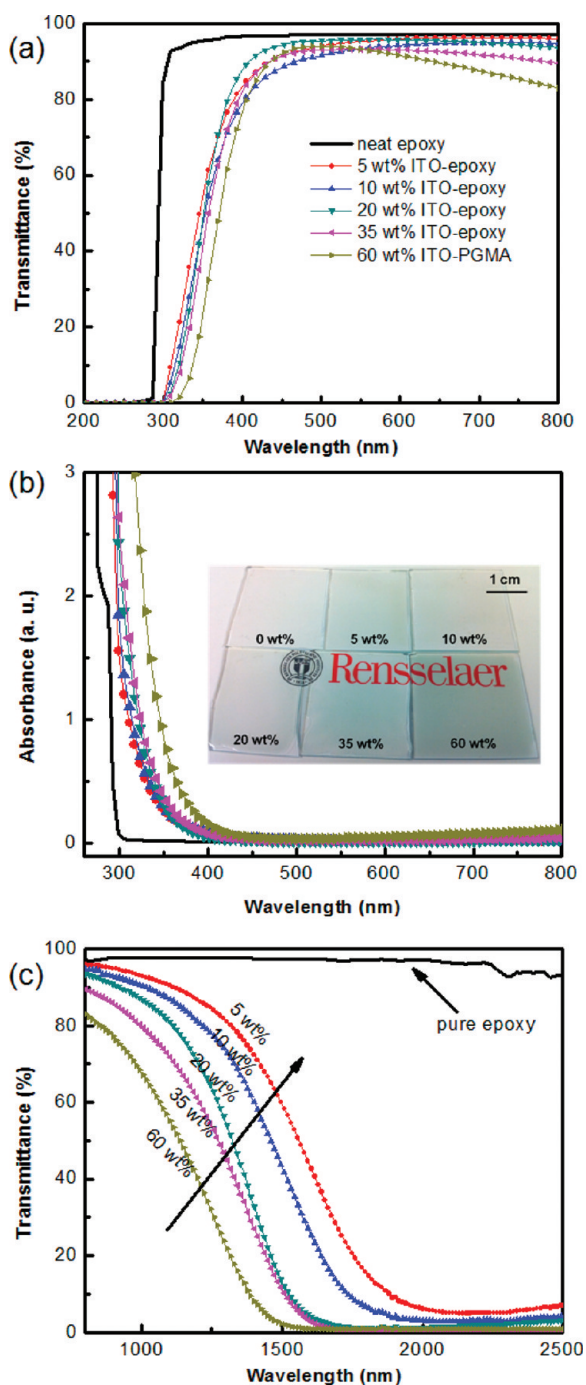 (a)
100
80
60
40
20
0
Transmittance (%)
neat epoxy
5 wt% ITO-epoxy
10 wt% ITO-epoxy
20 wt% ITO-epoxy
35 wt% ITO-epoxy
60 wt% ITO-PGMA
200 300 400 500 600 700 800
Wavelength (nm)
(b)
3
2
1
0
Absorbance (a. u.)
1 cm
0 wt% 5 wt% 10 wt%
Rensselaer
20 wt% 35 wt% 60 wt%
300 400 500 600 700 800
Wavelength (nm)
(c)
100
80
60
40
20
0
Transmittance (%)
pure epoxy
5 wt%
10 wt%
20 wt%
35 wt%
60 wt%
1000 1500 2000 2500
Wavelength (nm)